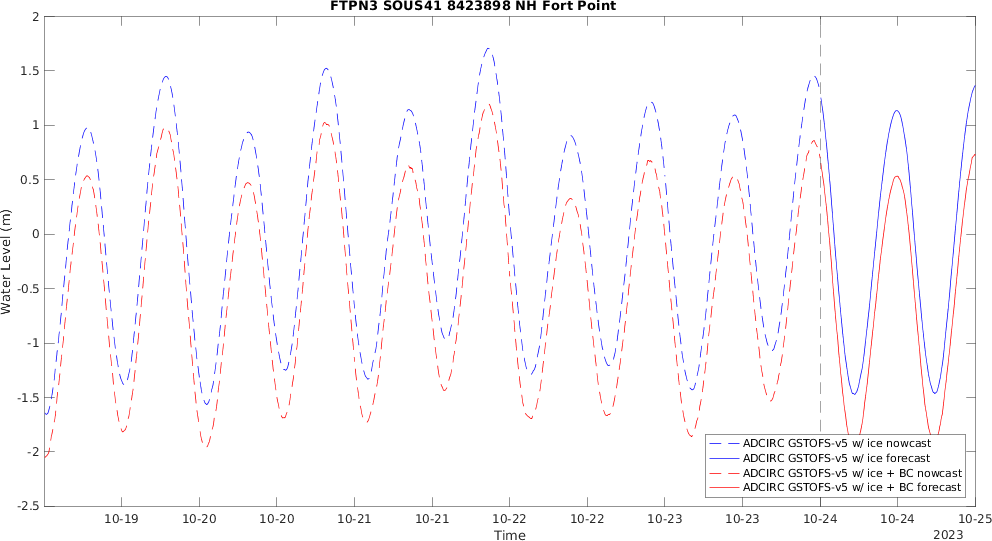 FTPN3 SOUS41 8423898 NH Fort Point
Water Level (m)
2
1.5
1
0.5
0
-0.5
-1
-1.5
-2
-2.5
ADCIRC GSTOFS-v5 w/ ice nowcast
ADCIRC GSTOFS-v5 w/ ice forecast
ADCIRC GSTOFS-v5 w/ ice + BC nowcast
ADCIRC GSTOFS-v5 w/ ice + BC forecast
10-19 10-20 10-20 10-21 10-21 10-22 10-22 10-23 10-23 10-24 10-24 10-25
Time
2023